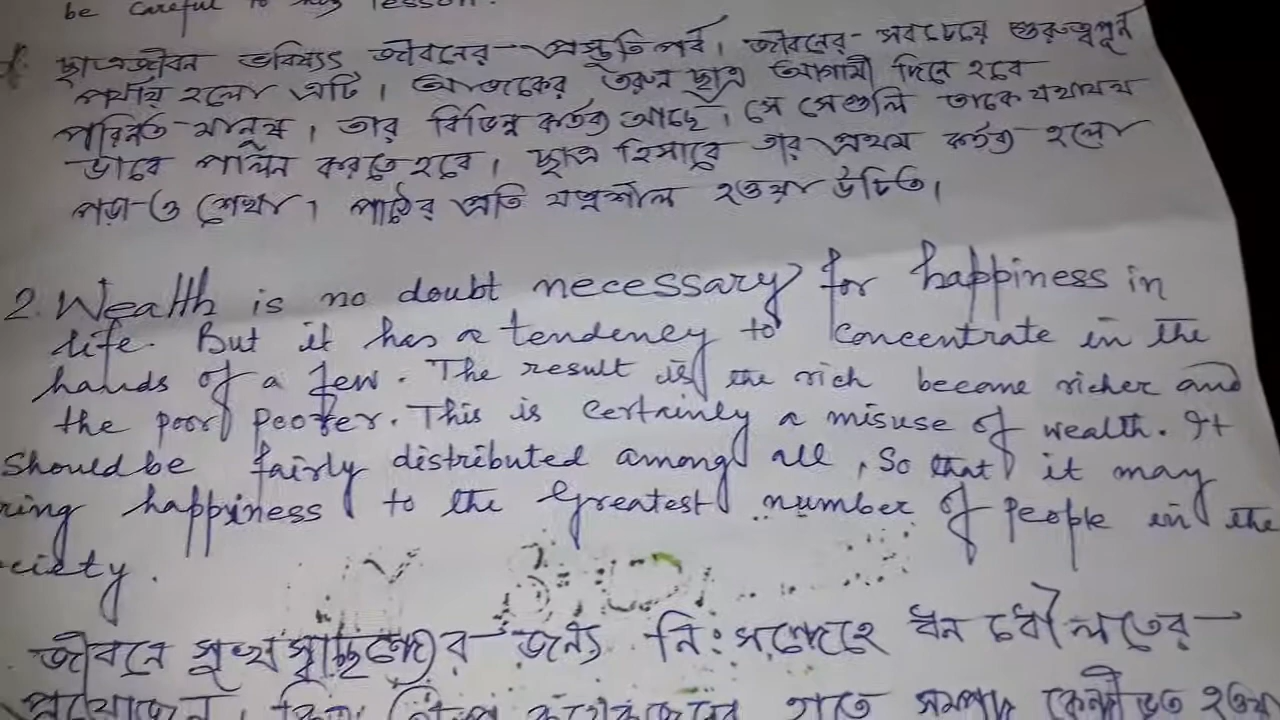 be careful to his lesson.
ছাত্রজীবন ভবিষ্যৎ জীবনের প্রস্তুতি পর্ব। জীবনের সবচেয়ে গুরুত্বপূর্ন
পর্যায় হলো এটি। আজকের তরুন ছাত্র আগামী দিনে হবে
পরিনত মানুষ। তার বিভিন্ন কর্তব্য আছে। সে সেগুলি তাকে যথাযথ
ভাবে পালন করতে হবে। ছাত্র হিসাবে তার প্রথম কর্তব্য হলো
পড়া ও শেখা। পাঠের প্রতি যত্নশীল হওয়া উচিত।
2. Wealth is no doubt necessary for happiness in
life. But it has a tendency to concentrate in the
hands of a few. The result is the rich become richer and
the poor pooter. This is certainly a misuse of wealth. It
should be fairly distributed among all, so that it may
ring happiness to the greatest number of people in the
ciety.
জীবনে সুখস্বাচ্ছন্দ্যের জন্য নিঃসন্দেহে ধন দৌলতের
প্রয়োজন। কিন্তু সম্পদ কেন্দ্রীভূত হওয়া